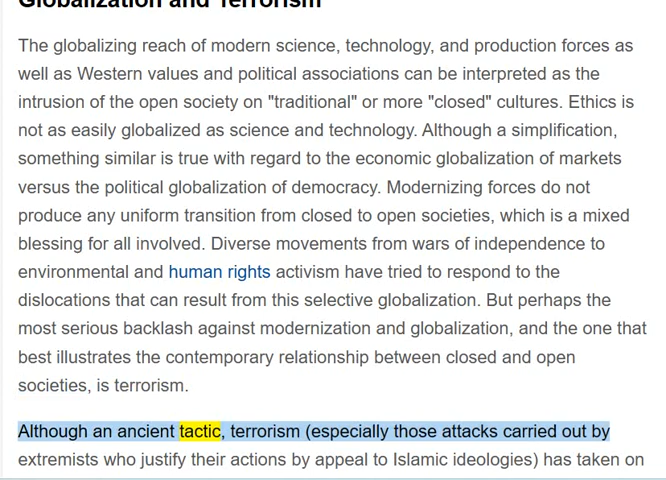 Globalization and Terrorism
The globalizing reach of modern science, technology, and production forces as
well as Western values and political associations can be interpreted as the
intrusion of the open society on "traditional" or more "closed" cultures. Ethics is
not as easily globalized as science and technology. Although a simplification,
something similar is true with regard to the economic globalization of markets
versus the political globalization of democracy. Modernizing forces do not
produce any uniform transition from closed to open societies, which is a mixed
blessing for all involved. Diverse movements from wars of independence to
environmental and human rights activism have tried to respond to the
dislocations that can result from this selective globalization. But perhaps the
most serious backlash against modernization and globalization, and the one that
best illustrates the contemporary relationship between closed and open
societies, is terrorism.
Although an ancient tactic, terrorism (especially those attacks carried out by
extremists who justify their actions by appeal to Islamic ideologies) has taken on